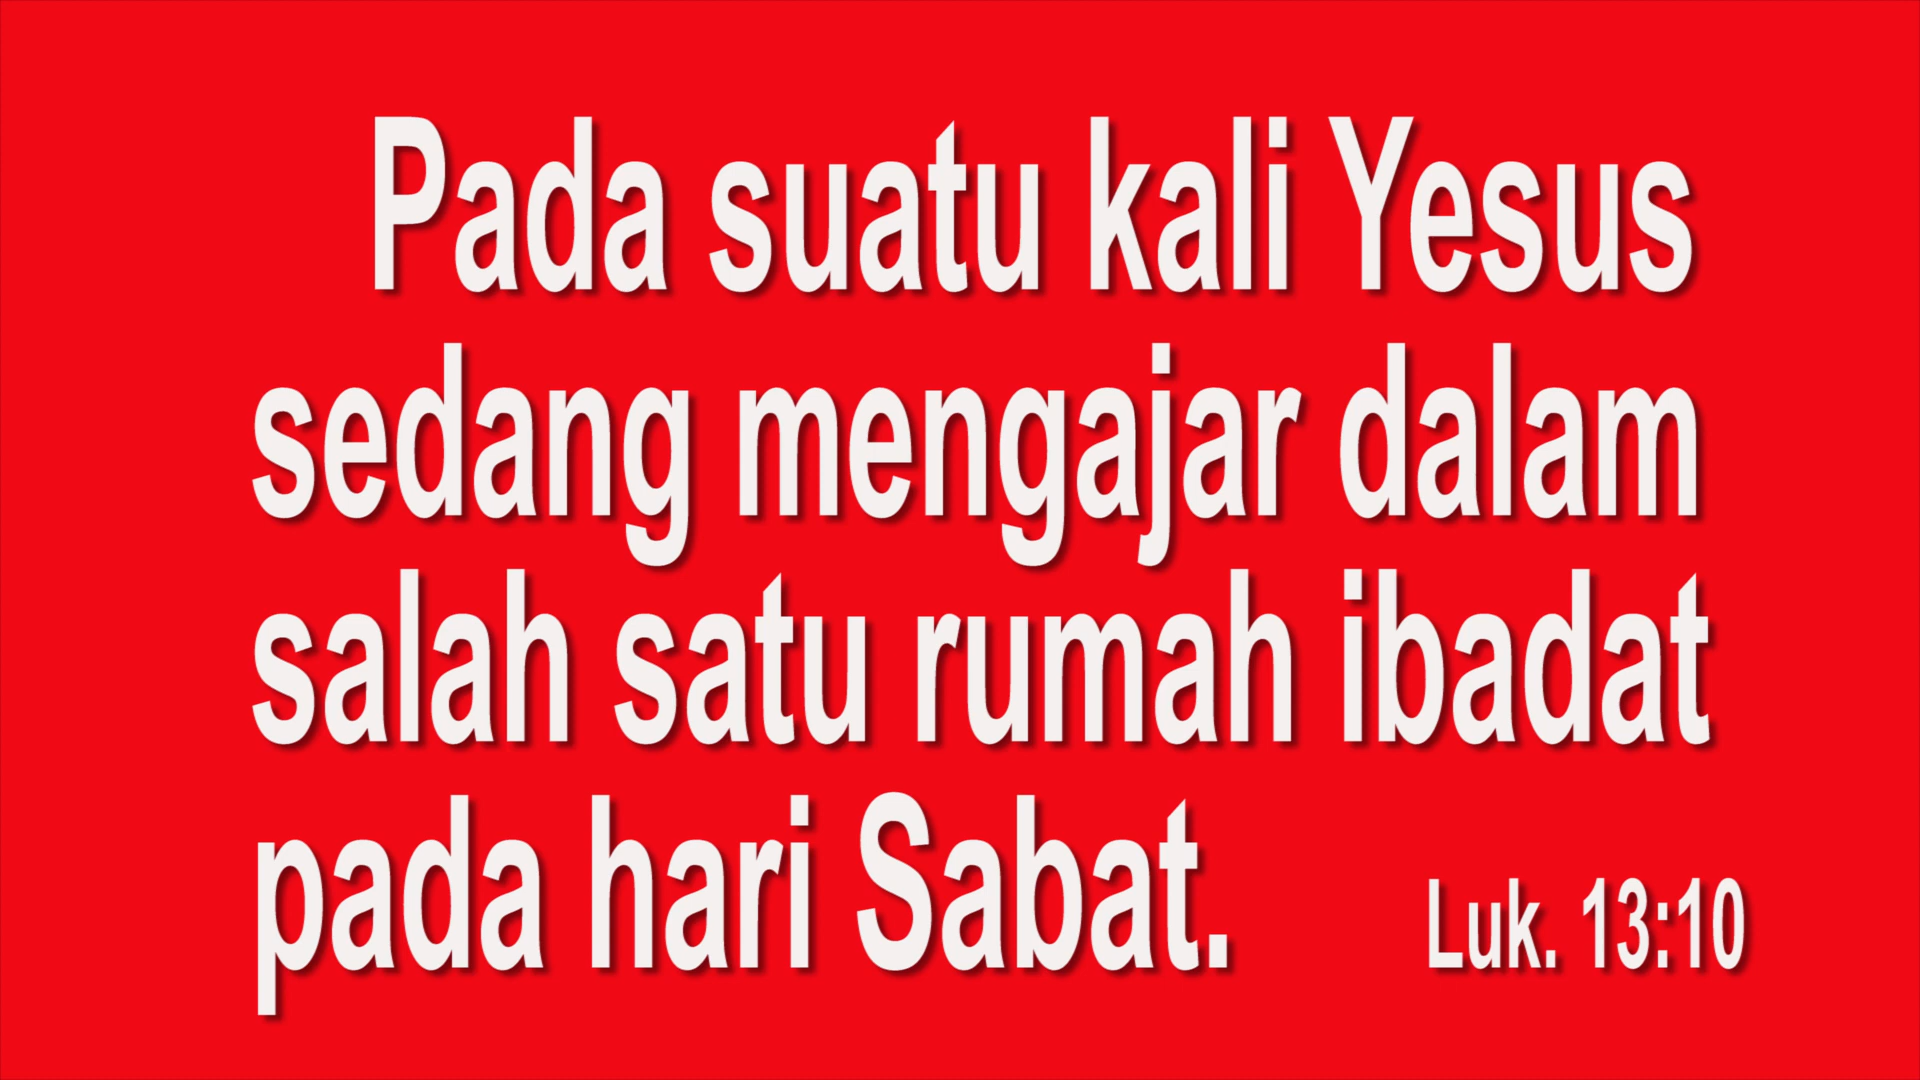 Pada suatu kali Yesus
sedang mengajar dalam
salah satu rumah ibadat
pada hari Sabat. Luk. 13:10